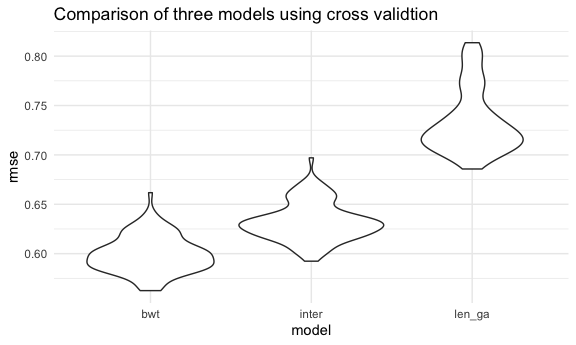 Comparison of three models using cross validtion
0.80
0.75
0.70
0.65
0.60
rmse
bwt inter len_ga
model